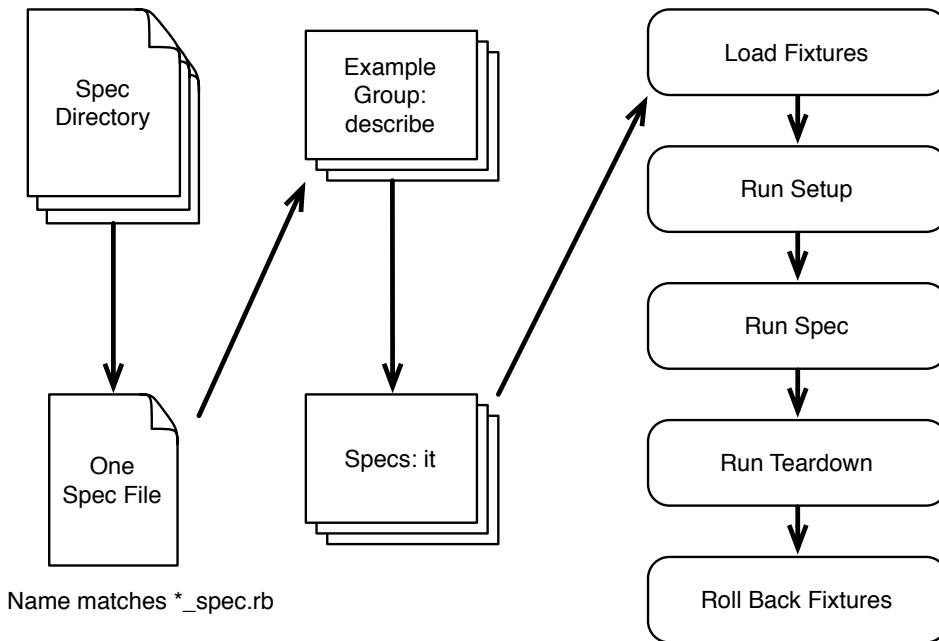 Spec
Directory
One
Spec File
Name matches *_spec.rb
Example
Group:
describe
Specs: it
Load Fixtures
Run Setup
Run Spec
Run Teardown
Roll Back Fixtures